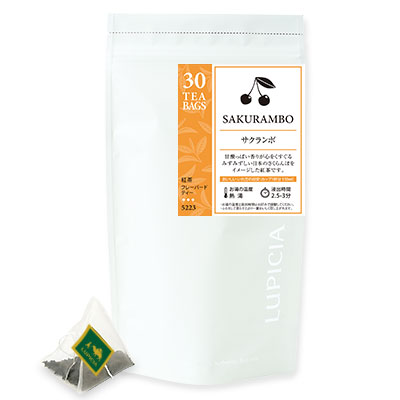 30
TEA
BAGS
紅茶
フレーバード
ティー
5223
SAKURAMBO
サクランボ
甘酸っぱい香りが心をくすぐる
みずみずしい日本のさくらんぼを
イメージした紅茶です。
お湯の温度
熱湯
浸出時間
2.5-3分
LUPICIA
LUPICIA